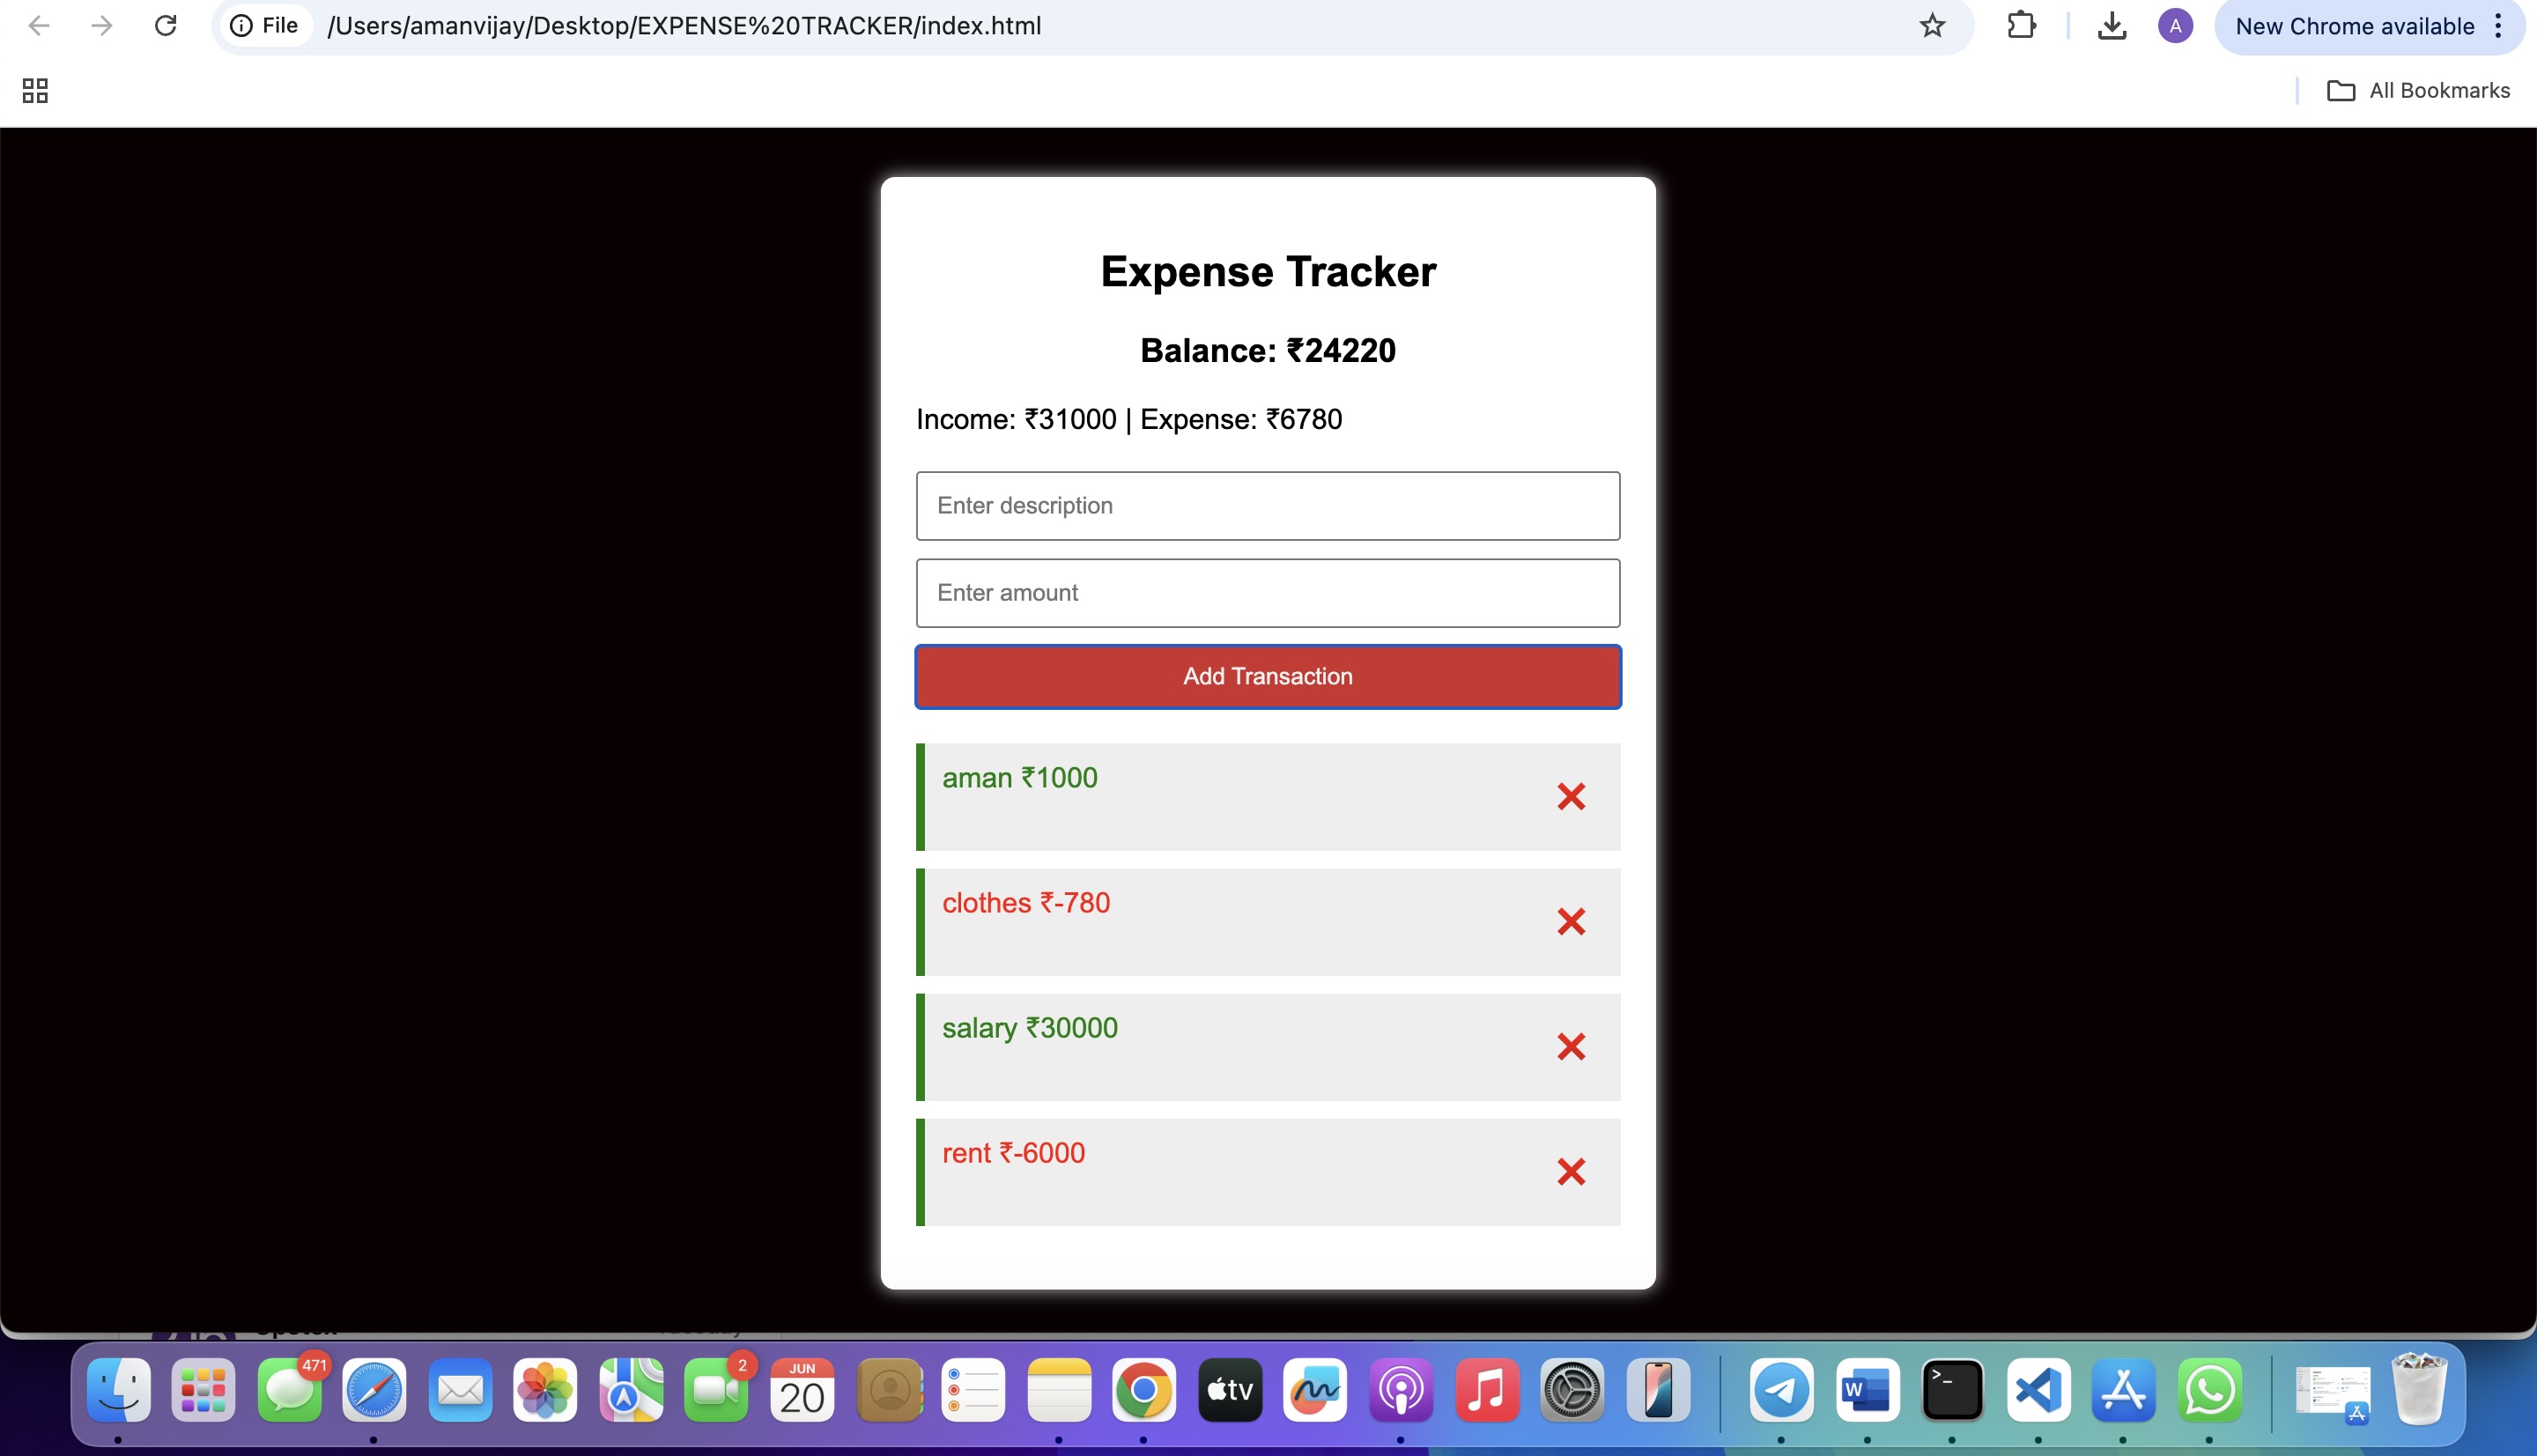 File /Users/amanvijay/Desktop/EXPENSE%20TRACKER/index.html A New Chrome available
All Bookmarks
Expense Tracker
Balance: ₹24220
Income: ₹31000 | Expense: ₹6780
Enter description
Enter amount
Add Transaction
aman ₹1000
clothes ₹-780
salary ₹30000
rent ₹-6000
471
2
JUN
20
tv
W
>_